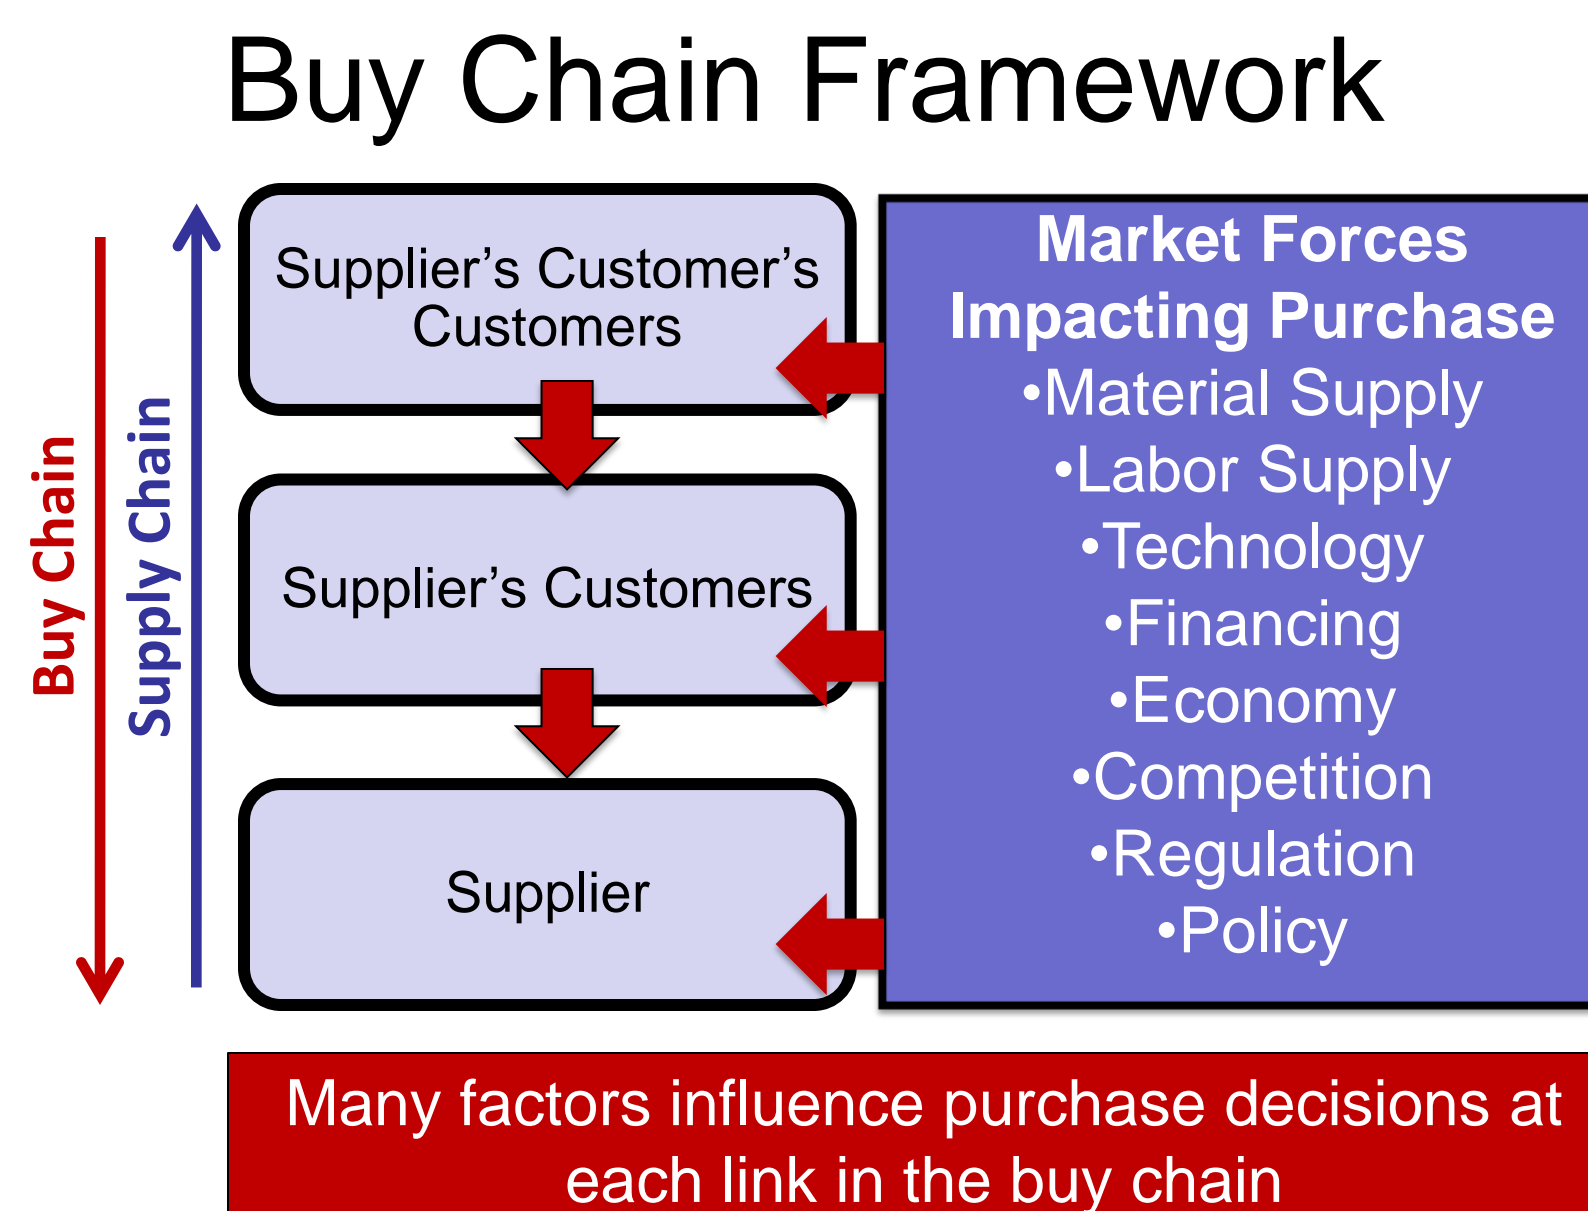 Buy Chain Framework
Buy Chain
Supply Chain
Supplier’s Customer’s
Customers
Supplier’s Customers
Supplier
Market Forces
Impacting Purchase
•Material Supply
•Labor Supply
•Technology
•Financing
•Economy
•Competition
•Regulation
•Policy
Many factors influence purchase decisions at
each link in the buy chain